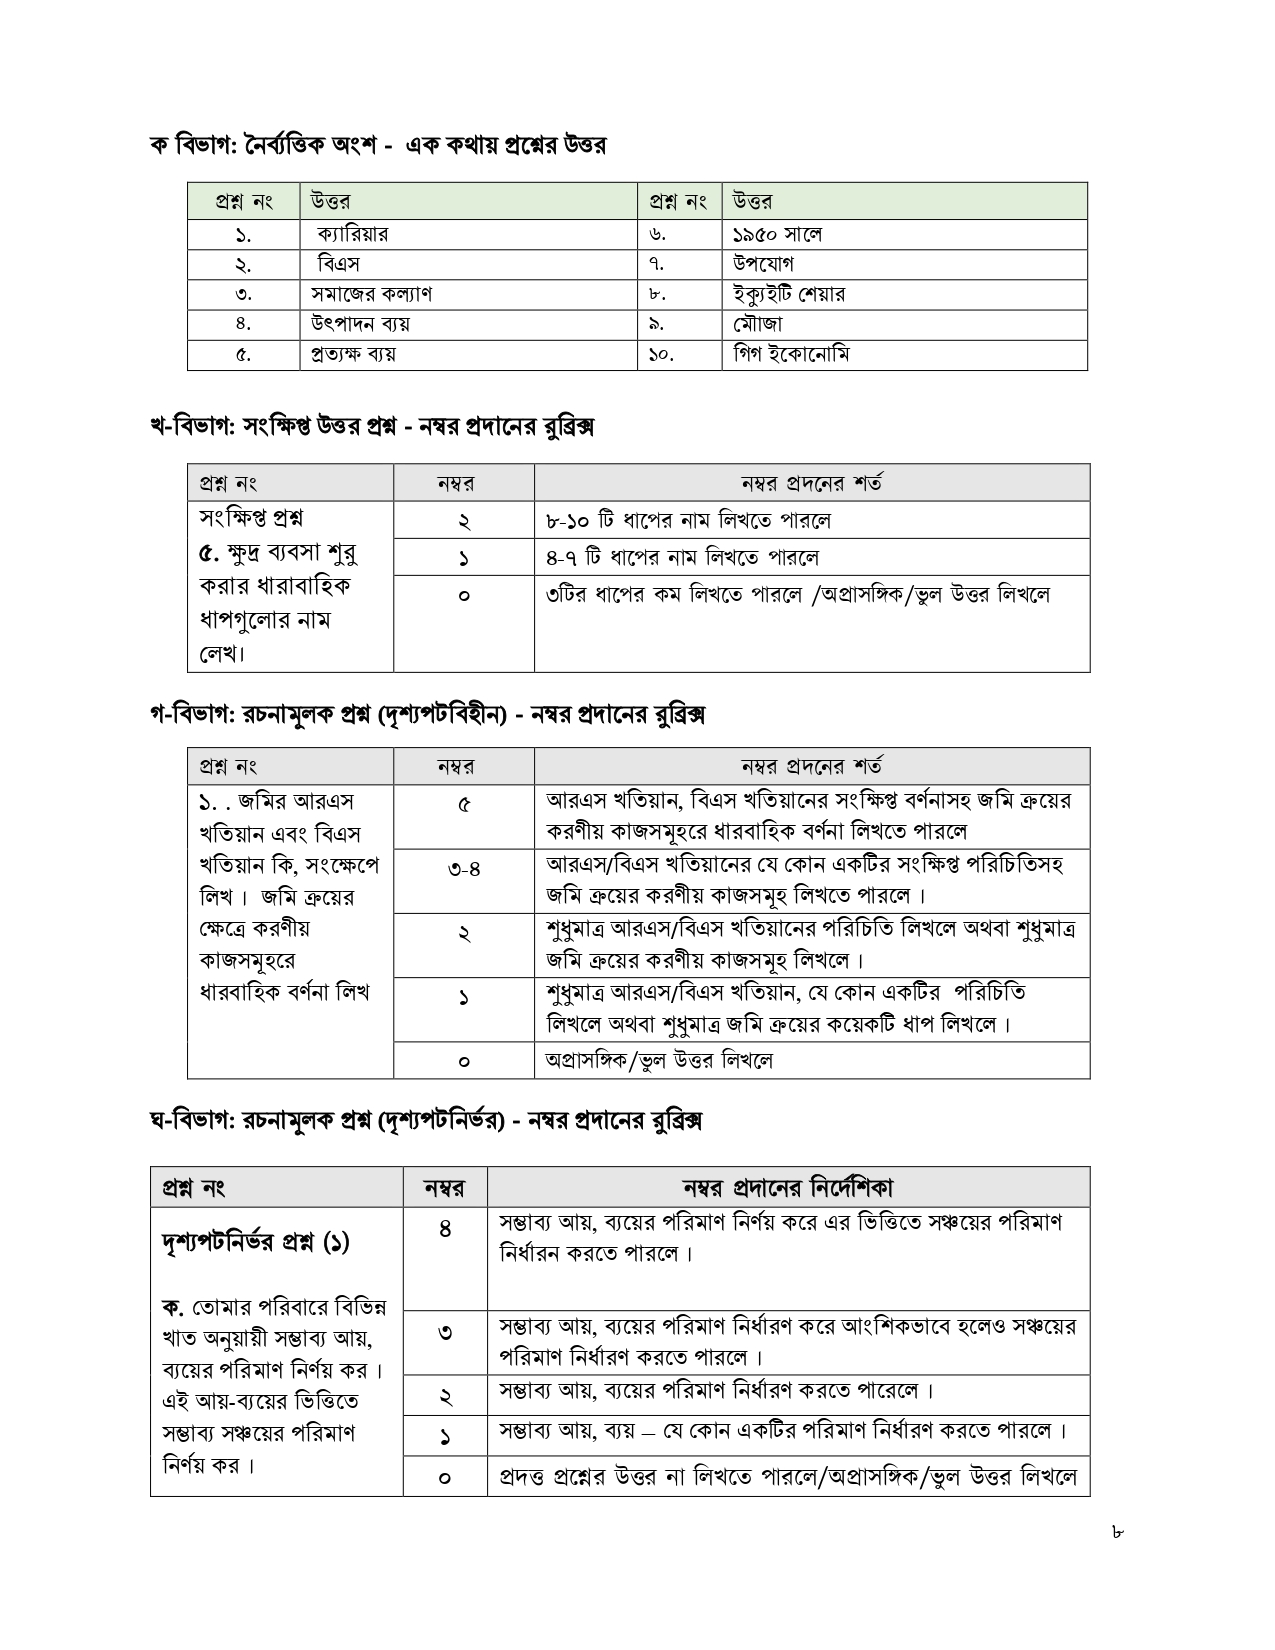 ক বিভাগ: নৈর্ব্যত্তিক অংশ - এক কথায় প্রশ্নের উত্তর
প্রশ্ন নং উত্তর প্রশ্ন নং উত্তর
১. ক্যারিয়ার ৬. ১৯৫০ সালে
২. বিএস ৭. উপযোগ
৩. সমাজের কল্যাণ ৮. ইক্যুইটি শেয়ার
৪. উৎপাদন ব্যয় ৯. মৌাজা
৫. প্রত্যক্ষ ব্যয় ১০. গিগ ইকোনোমি
খ-বিভাগ: সংক্ষিপ্ত উত্তর প্রশ্ন - নম্বর প্রদানের রুব্রিক্স
প্রশ্ন নং নম্বর নম্বর প্রদনের শর্ত
সংক্ষিপ্ত প্রশ্ন
৫. ক্ষুদ্র ব্যবসা শুরু
করার ধারাবাহিক
ধাপগুলোর নাম
লেখ।
২ ৮-১০ টি ধাপের নাম লিখতে পারলে
১ ৪-৭ টি ধাপের নাম লিখতে পারলে
০ ৩টির ধাপের কম লিখতে পারলে /অপ্রাসঙ্গিক/ভুল উত্তর লিখলে
গ-বিভাগ: রচনামুলক প্রশ্ন (দৃশ্যপটবিহীন) - নম্বর প্রদানের রুব্রিক্স
প্রশ্ন নং নম্বর নম্বর প্রদনের শর্ত
১. . জমির আরএস
খতিয়ান এবং বিএস
খতিয়ান কি, সংক্ষেপে
লিখ । জমি ক্রয়ের
ক্ষেত্রে করণীয়
কাজসমূহরে
ধারবাহিক বর্ণনা লিখ
৫ আরএস খতিয়ান, বিএস খতিয়ানের সংক্ষিপ্ত বর্ণনাসহ জমি ক্রয়ের
করণীয় কাজসমূহরে ধারবাহিক বর্ণনা লিখতে পারলে
৩-৪ আরএস/বিএস খতিয়ানের যে কোন একটির সংক্ষিপ্ত পরিচিতিসহ
জমি ক্রয়ের করণীয় কাজসমূহ লিখতে পারলে ।
২ শুধুমাত্র আরএস/বিএস খতিয়ানের পরিচিতি লিখলে অথবা শুধুমাত্র
জমি ক্রয়ের করণীয় কাজসমূহ লিখলে ।
১ শুধুমাত্র আরএস/বিএস খতিয়ান, যে কোন একটির পরিচিতি
লিখলে অথবা শুধুমাত্র জমি ক্রয়ের কয়েকটি ধাপ লিখলে ।
০ অপ্রাসঙ্গিক/ভুল উত্তর লিখলে
ঘ-বিভাগ: রচনামুলক প্রশ্ন (দৃশ্যপটনির্ভর) - নম্বর প্রদানের রুব্রিক্স
প্রশ্ন নং নম্বর নম্বর প্রদানের নির্দেশিকা
দৃশ্যপটনির্ভর প্রশ্ন (১)
ক. তোমার পরিবারে বিভিন্ন
খাত অনুয়ায়ী সম্ভাব্য আয়,
ব্যয়ের পরিমাণ নির্ণয় কর ।
এই আয়-ব্যয়ের ভিত্তিতে
সম্ভাব্য সঞ্চয়ের পরিমাণ
নির্ণয় কর ।
৪ সম্ভাব্য আয়, ব্যয়ের পরিমাণ নির্ণয় করে এর ভিত্তিতে সঞ্চয়ের পরিমাণ
নির্ধারন করতে পারলে ।
৩ সম্ভাব্য আয়, ব্যয়ের পরিমাণ নির্ধারণ করে আংশিকভাবে হলেও সঞ্চয়ের
পরিমাণ নির্ধারণ করতে পারলে ।
২ সম্ভাব্য আয়, ব্যয়ের পরিমাণ নির্ধারণ করতে পারেলে ।
১ সম্ভাব্য আয়, ব্যয় – যে কোন একটির পরিমাণ নির্ধারণ করতে পারলে ।
০ প্রদত্ত প্রশ্নের উত্তর না লিখতে পারলে/অপ্রাসঙ্গিক/ভুল উত্তর লিখলে
৮